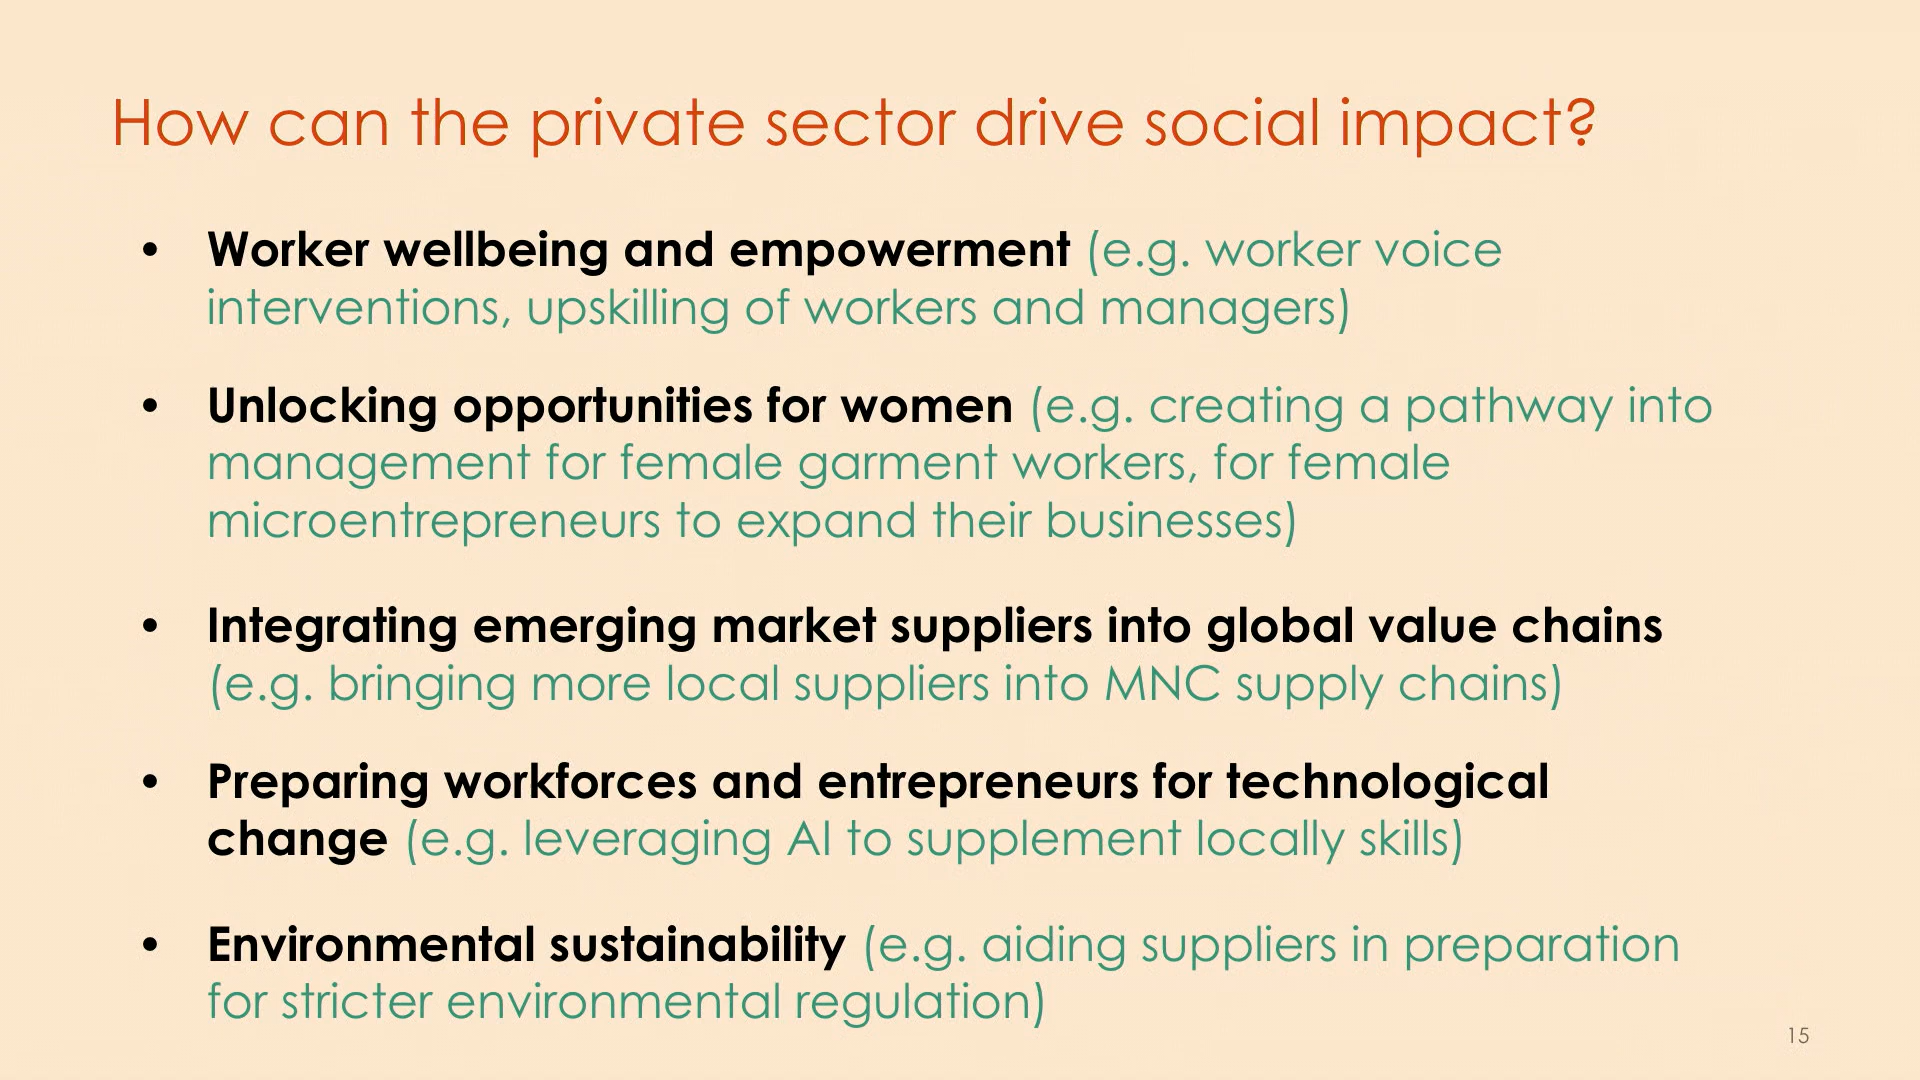 How can the private sector drive social impact?
• Worker wellbeing and empowerment (e.g. worker voice
interventions, upskilling of workers and managers)
• Unlocking opportunities for women (e.g. creating a pathway into
management for female garment workers, for female
microentrepreneurs to expand their businesses)
• Integrating emerging market suppliers into global value chains
(e.g. bringing more local suppliers into MNC supply chains)
• Preparing workforces and entrepreneurs for technological
change (e.g. leveraging AI to supplement locally skills)
• Environmental sustainability (e.g. aiding suppliers in preparation
for stricter environmental regulation)
15